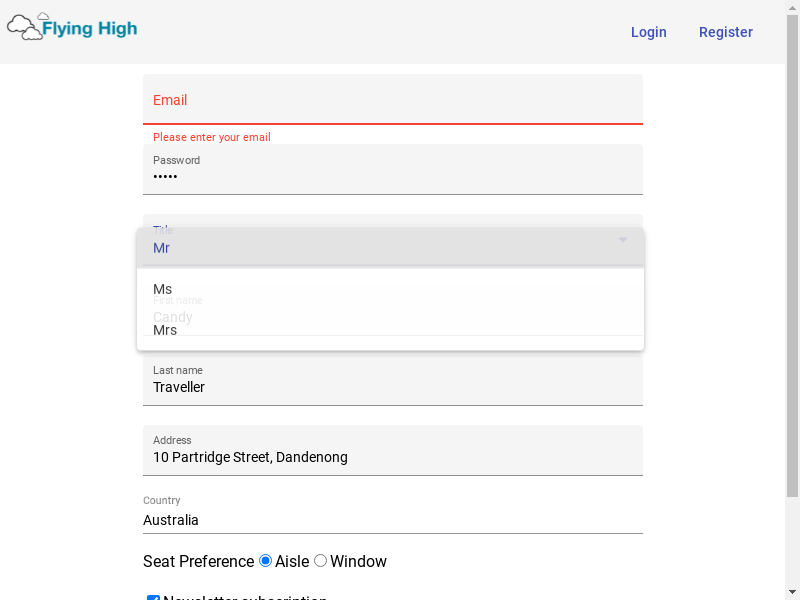 Flying High
Login
Register
Email
Please enter your email
Password
•••••
Title
Mr
Ms
First name
Candy
Mrs
Last name
Traveller
Address
10 Partridge Street, Dandenong
Country
Australia
Seat Preference Aisle Window
Newsletter subscription